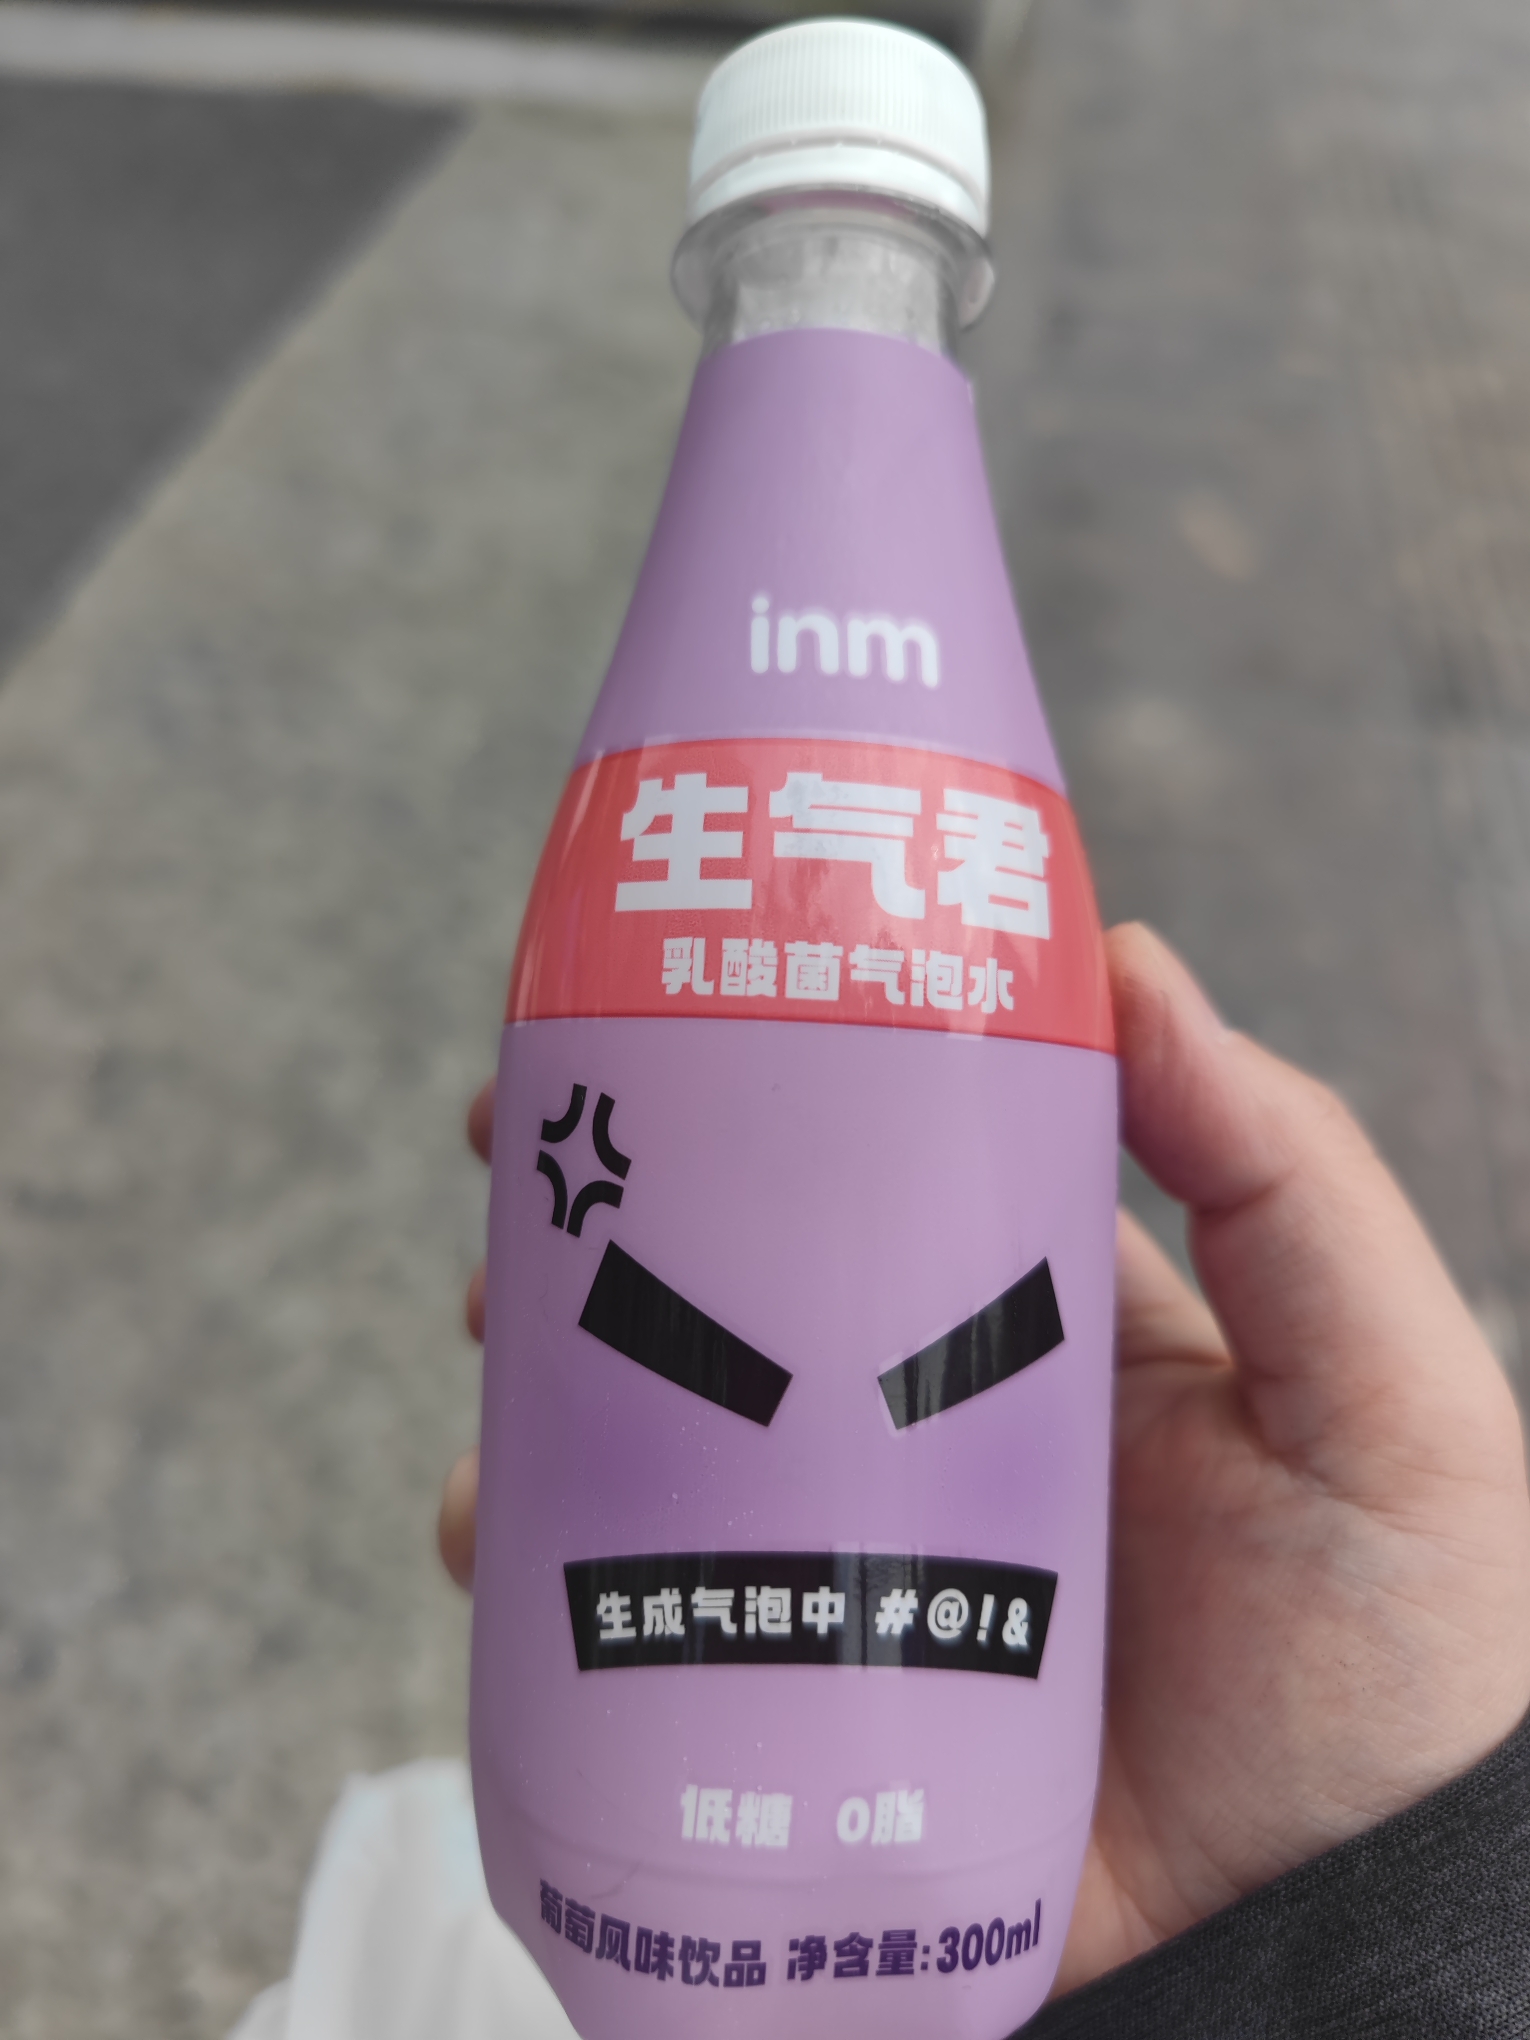 inm
生气君
乳酸菌气泡水
生成气泡中 #@!&
低糖 0脂
葡萄风味饮品 净含量:300ml